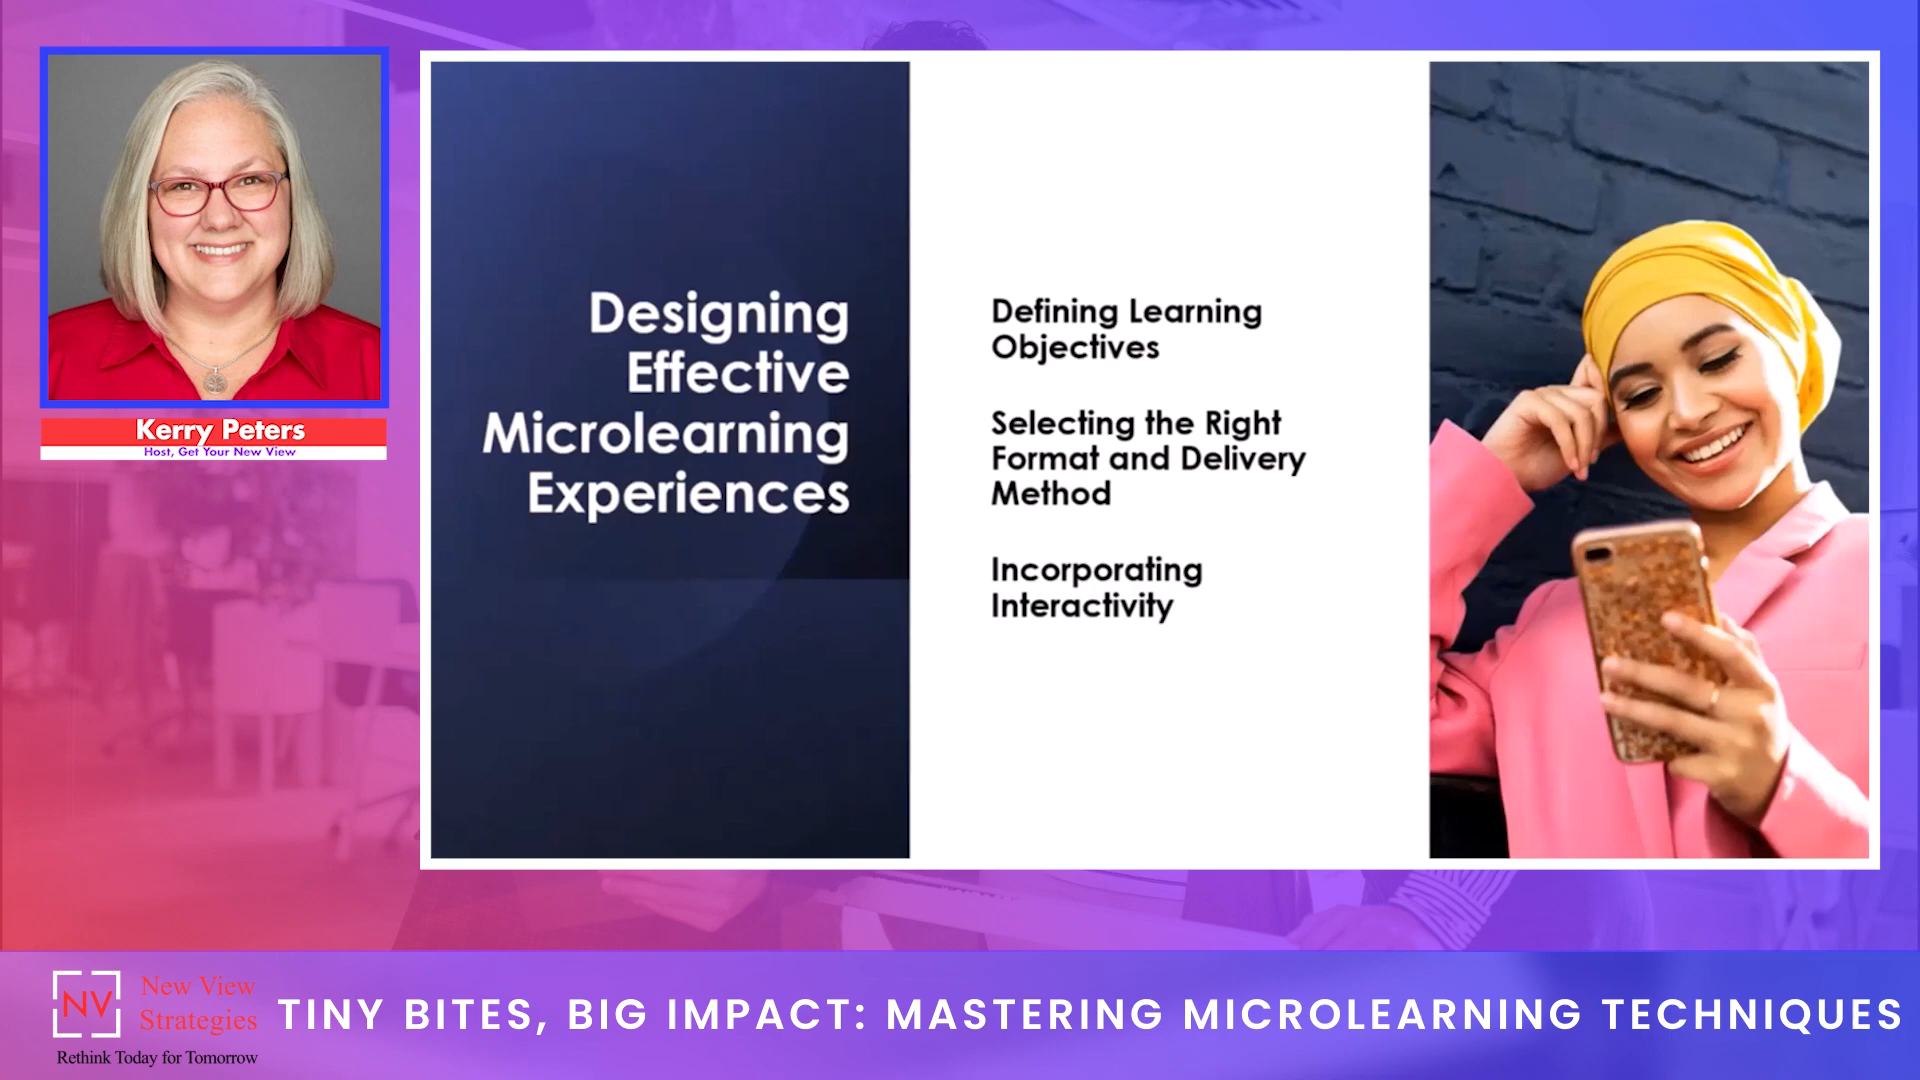 Kerry Peters
Host, Get Your New View
Designing
Effective
Microlearning
Experiences
Defining Learning
Objectives
Selecting the Right
Format and Delivery
Method
Incorporating
Interactivity
NV
New View
Strategies
Rethink Today for Tomorrow
TINY BITES, BIG IMPACT: MASTERING MICROLEARNING TECHNIQUES